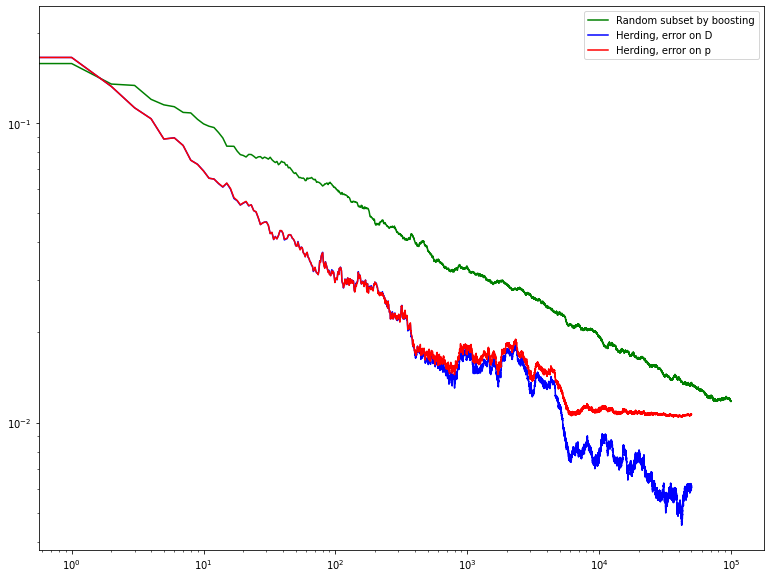 Random subset by boosting
Herding, error on D
Herding, error on p
10⁻¹
10⁻²
10⁰ 10¹ 10² 10³ 10⁴ 10⁵